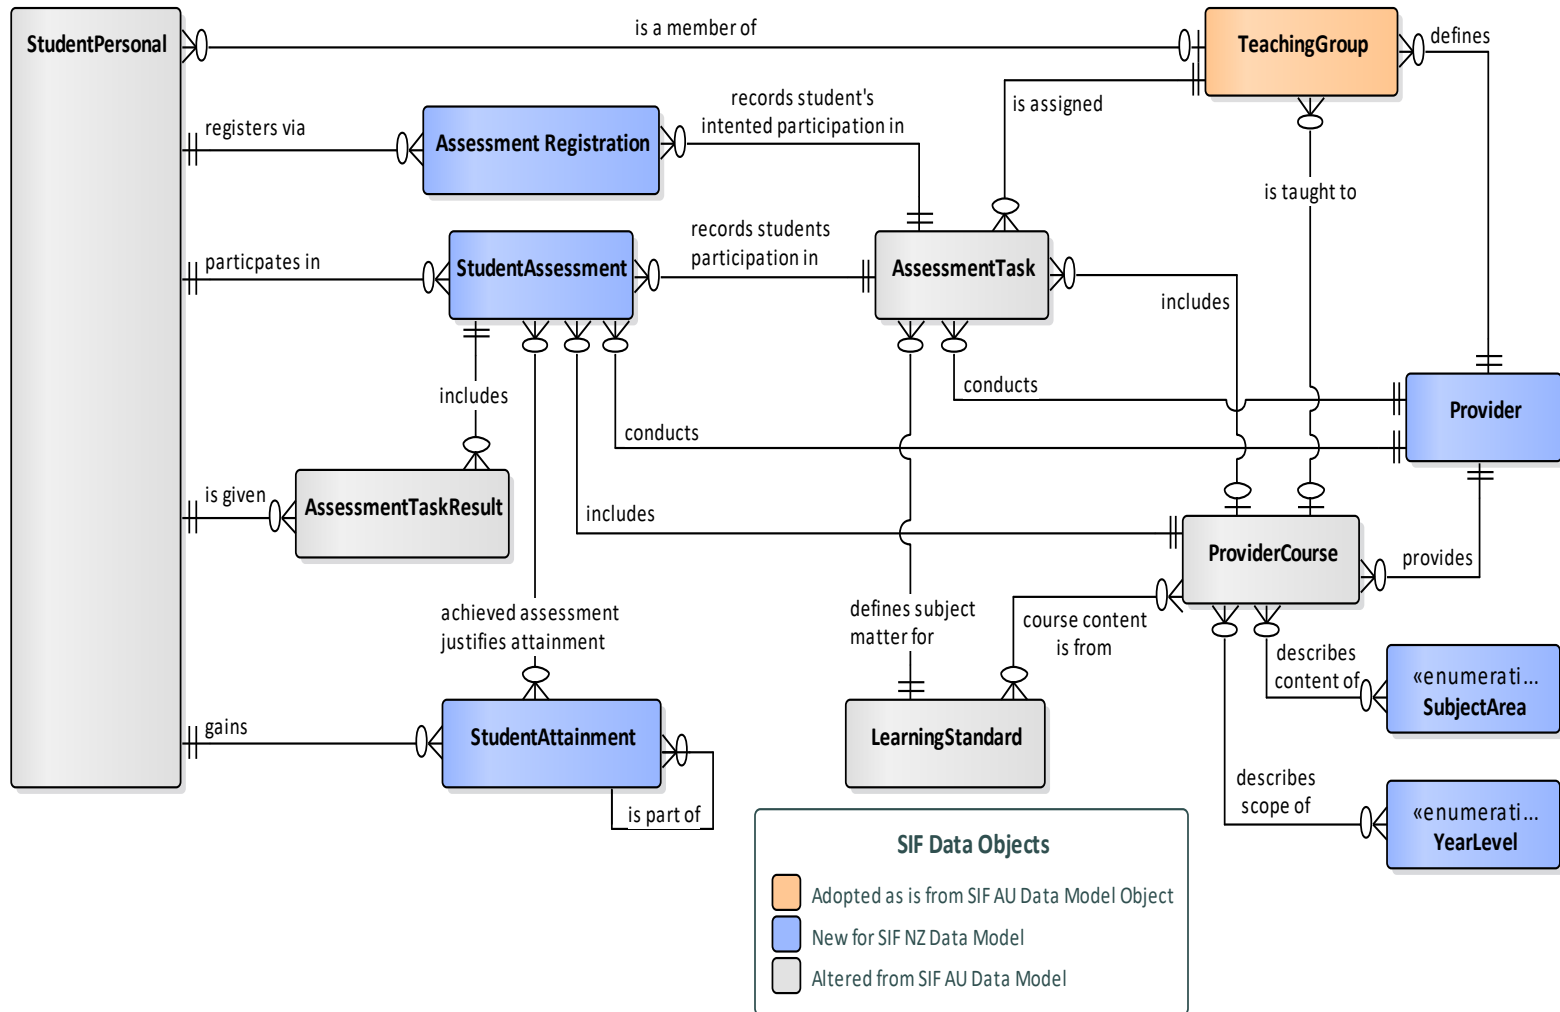 StudentPersonal
is a member of
TeachingGroup
defines
registers via
Assessment Registration
records student's
intented participation in
is assigned
is taught to
particpates in
StudentAssessment
records students
participation in
AssessmentTask
includes
includes
conducts
Provider
conducts
is given
AssessmentTaskResult
includes
ProviderCourse
provides
achieved assessment
justifies attainment
defines subject
matter for
course content
is from
describes
content of
«enumerati...
SubjectArea
gains
StudentAttainment
is part of
LearningStandard
describes
scope of
«enumerati...
YearLevel
SIF Data Objects
Adopted as is from SIF AU Data Model Object
New for SIF NZ Data Model
Altered from SIF AU Data Model